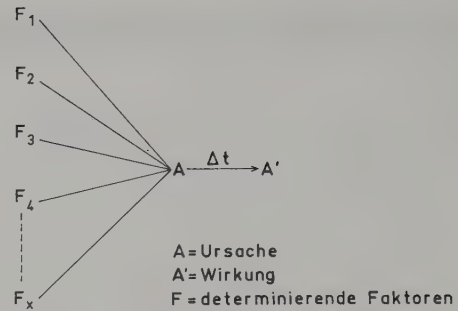 F₁
F₂
F₃
F₄
Fₓ
A Δt A'
A=Ursache
A'=Wirkung
F=determinierende Faktoren